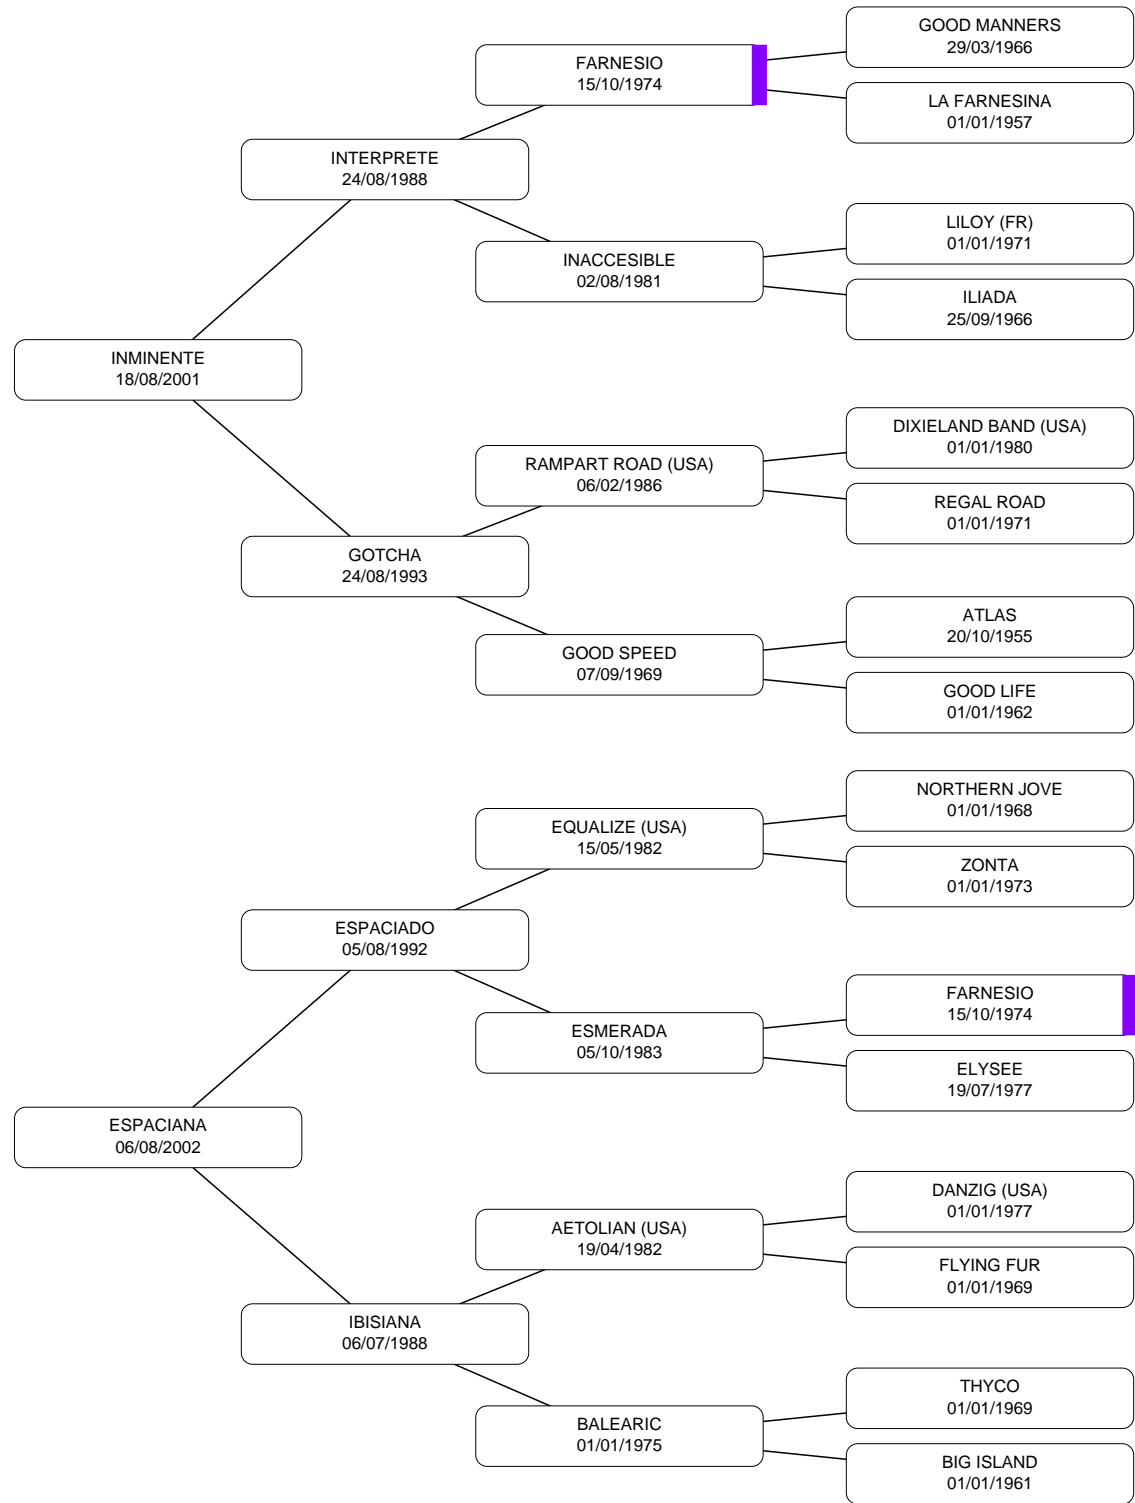 GOOD MANNERS
29/03/1966
FARNESIO
15/10/1974
LA FARNESINA
01/01/1957
INTERPRETE
24/08/1988
LILOY (FR)
01/01/1971
INACCESIBLE
02/08/1981
ILIADA
25/09/1966
INMINENTE
18/08/2001
DIXIELAND BAND (USA)
01/01/1980
RAMPART ROAD (USA)
06/02/1986
REGAL ROAD
01/01/1971
GOTCHA
24/08/1993
ATLAS
20/10/1955
GOOD SPEED
07/09/1969
GOOD LIFE
01/01/1962
NORTHERN JOVE
01/01/1968
EQUALIZE (USA)
15/05/1982
ZONTA
01/01/1973
ESPACIADO
05/08/1992
FARNESIO
15/10/1974
ESMERADA
05/10/1983
ELYSEE
19/07/1977
ESPACIANA
06/08/2002
DANZIG (USA)
01/01/1977
AETOLIAN (USA)
19/04/1982
FLYING FUR
01/01/1969
IBISIANA
06/07/1988
THYCO
01/01/1969
BALEARIC
01/01/1975
BIG ISLAND
01/01/1961